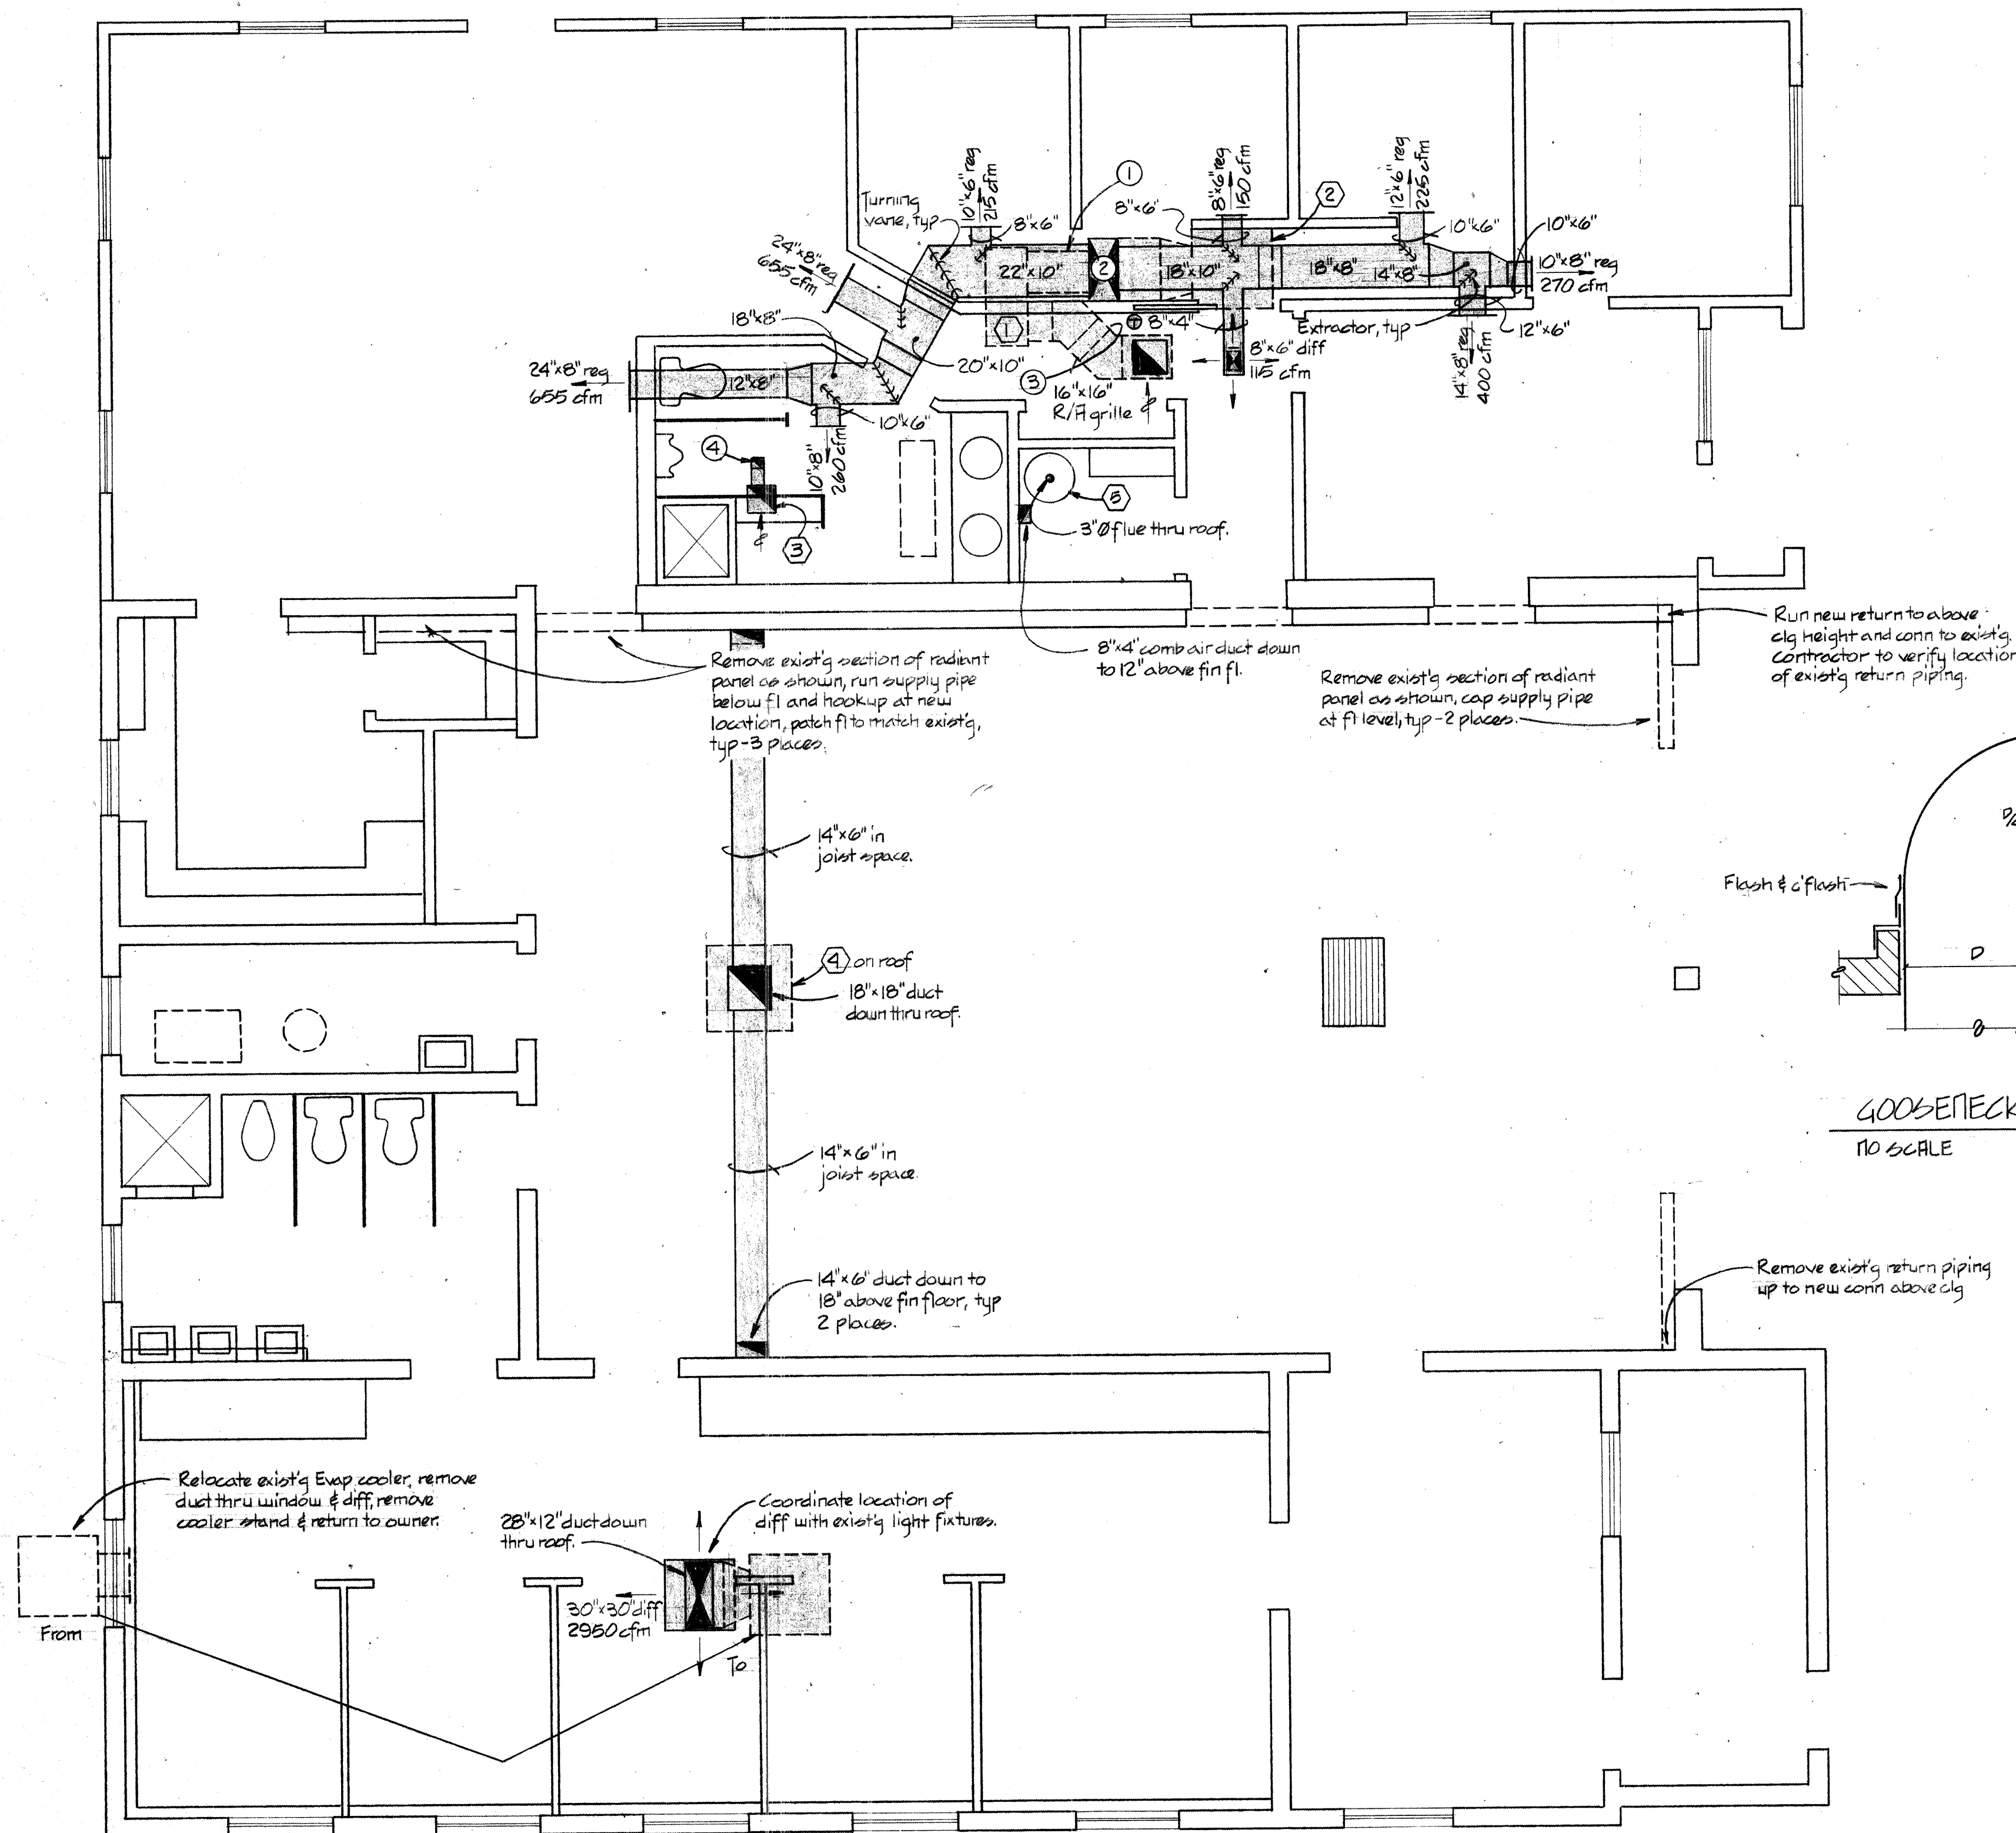 10"x6" reg
215 cfm
8"x6" reg
150 cfm
12"x6" reg
225 cfm
1
2
Turning
vane, typ
8"x6"
8"x6"
10"x6"
10"x6"
24"x8" reg
655 cfm
22"x10"
2
18"x10"
18"x8"
14"x8"
10"x8" reg
270 cfm
18"x8"
1
T
8"x4"
Extractor, typ
12"x6"
24"x8" reg
655 cfm
12"x8"
20"x10"
3
16"x16"
R/A grille
8"x6" diff
115 cfm
14"x8" reg
400 cfm
10"x6"
10"x8"
260 cfm
4
3
5
3"Ø flue thru roof.
8"x4" comb air duct down
to 12" above fin fl.
Remove exist'g section of radiant
panel as shown, run supply pipe
below fl and hookup at new
location, patch fl to match exist'g,
typ-3 places.
Remove exist'g section of radiant
panel as shown, cap supply pipe
at fl level, typ-2 places.
Run new return to above
clg height and conn to exist'g.
contractor to verify location
of exist'g return piping.
14"x6" in
joist space.
Flash & c'flash
4 on roof
18"x18" duct
down thru roof.
D
GOOSENECK
NO SCALE
14"x6" in
joist space.
14"x6" duct down to
18" above fin floor, typ
2 places.
Remove exist'g return piping
up to new conn above clg
Relocate exist'g Evap cooler, remove
duct thru window & diff, remove
cooler stand & return to owner.
28"x12" duct down
thru roof.
Coordinate location of
diff with exist'g light fixtures.
30"x30" diff
2950 cfm
From
To